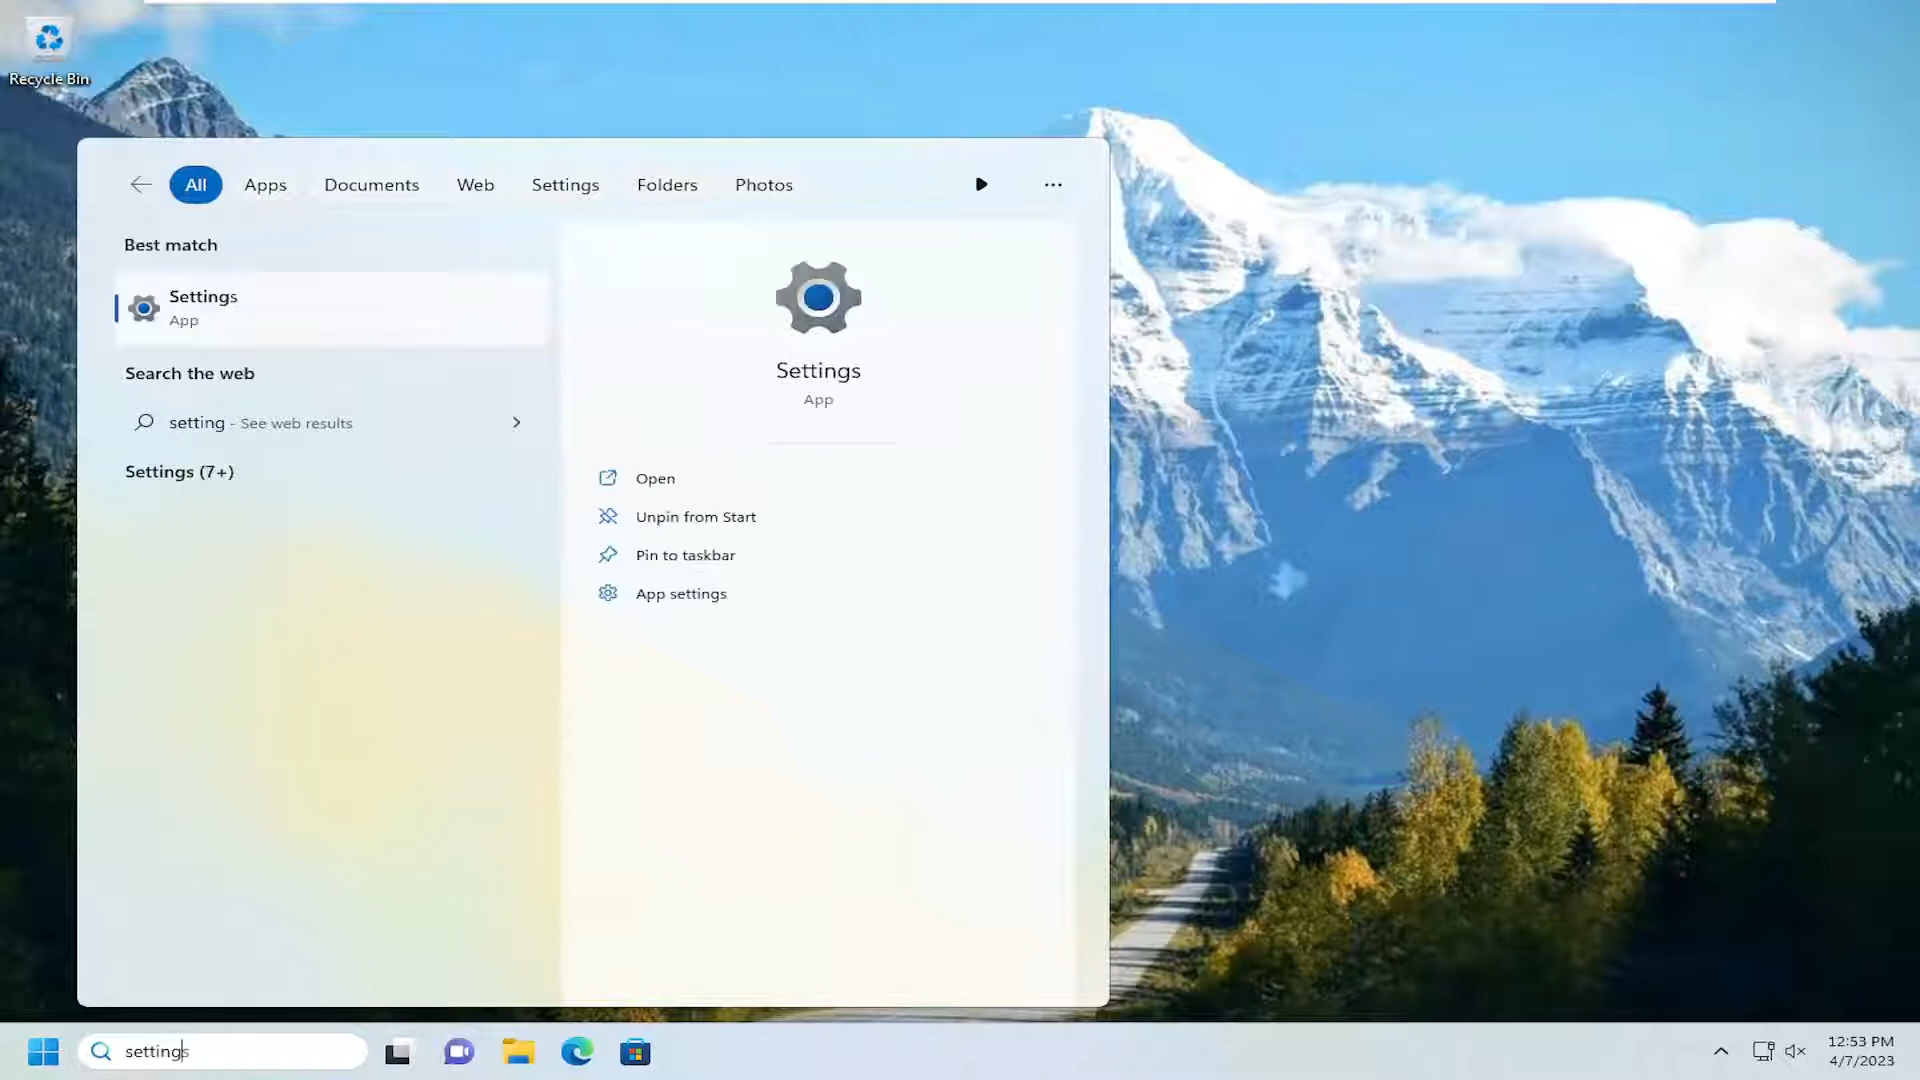 Recycle Bin
All Apps Documents Web Settings Folders Photos
Best match
Settings
App
Search the web
setting - See web results
Settings (7+)
Settings
App
Open
Unpin from Start
Pin to taskbar
App settings
settings
12:53 PM
4/7/2023